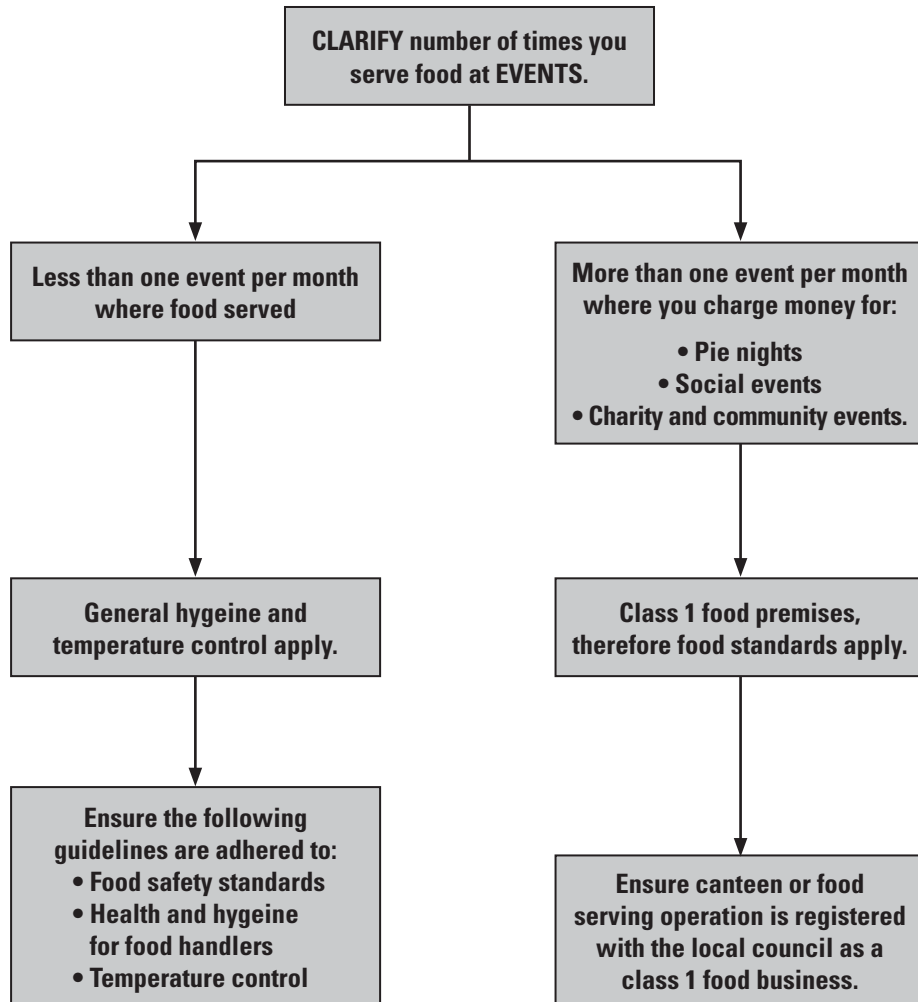 CLARIFY number of times you
serve food at EVENTS.
Less than one event per month
where food served
More than one event per month
where you charge money for:
• Pie nights
• Social events
• Charity and community events.
General hygeine and
temperature control apply.
Class 1 food premises,
therefore food standards apply.
Ensure the following
guidelines are adhered to:
• Food safety standards
• Health and hygeine
for food handlers
• Temperature control
Ensure canteen or food
serving operation is registered
with the local council as a
class 1 food business.